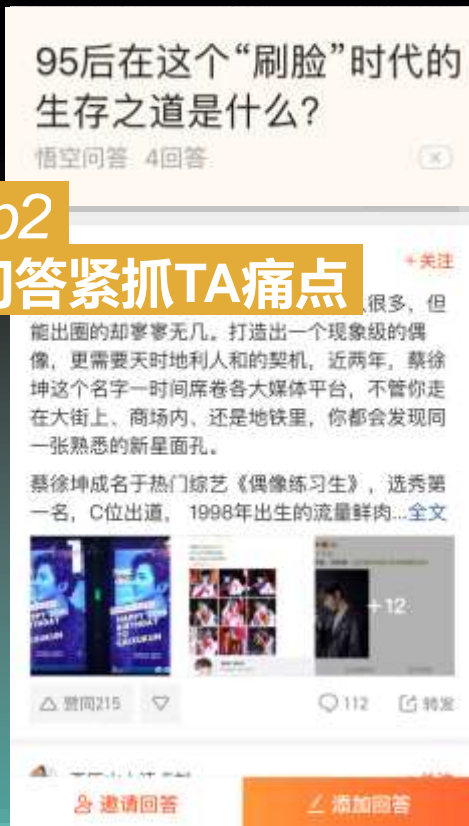 95后在这个“刷脸”时代的
生存之道是什么?
悟空问答 4回答
p2
答紧抓TA痛点
+关注
很多，但
能出圈的却寥寥无几。打造出一个现象级的偶
像，更需要天时地利人和的契机，近两年，蔡徐
坤这个名字一时间席卷各大媒体平台，不管你走
在大街上、商场内、还是地铁里，你都会发现同
一张熟悉的新星面孔。
蔡徐坤成名于热门综艺《偶像练习生》，选秀第
一名，C位出道， 1998年出生的流量鲜肉...全文
HAPPY
BIRTHDAY
TO
CAIXUKUN
+12
赞同215
112
转发
邀请回答
添加回答